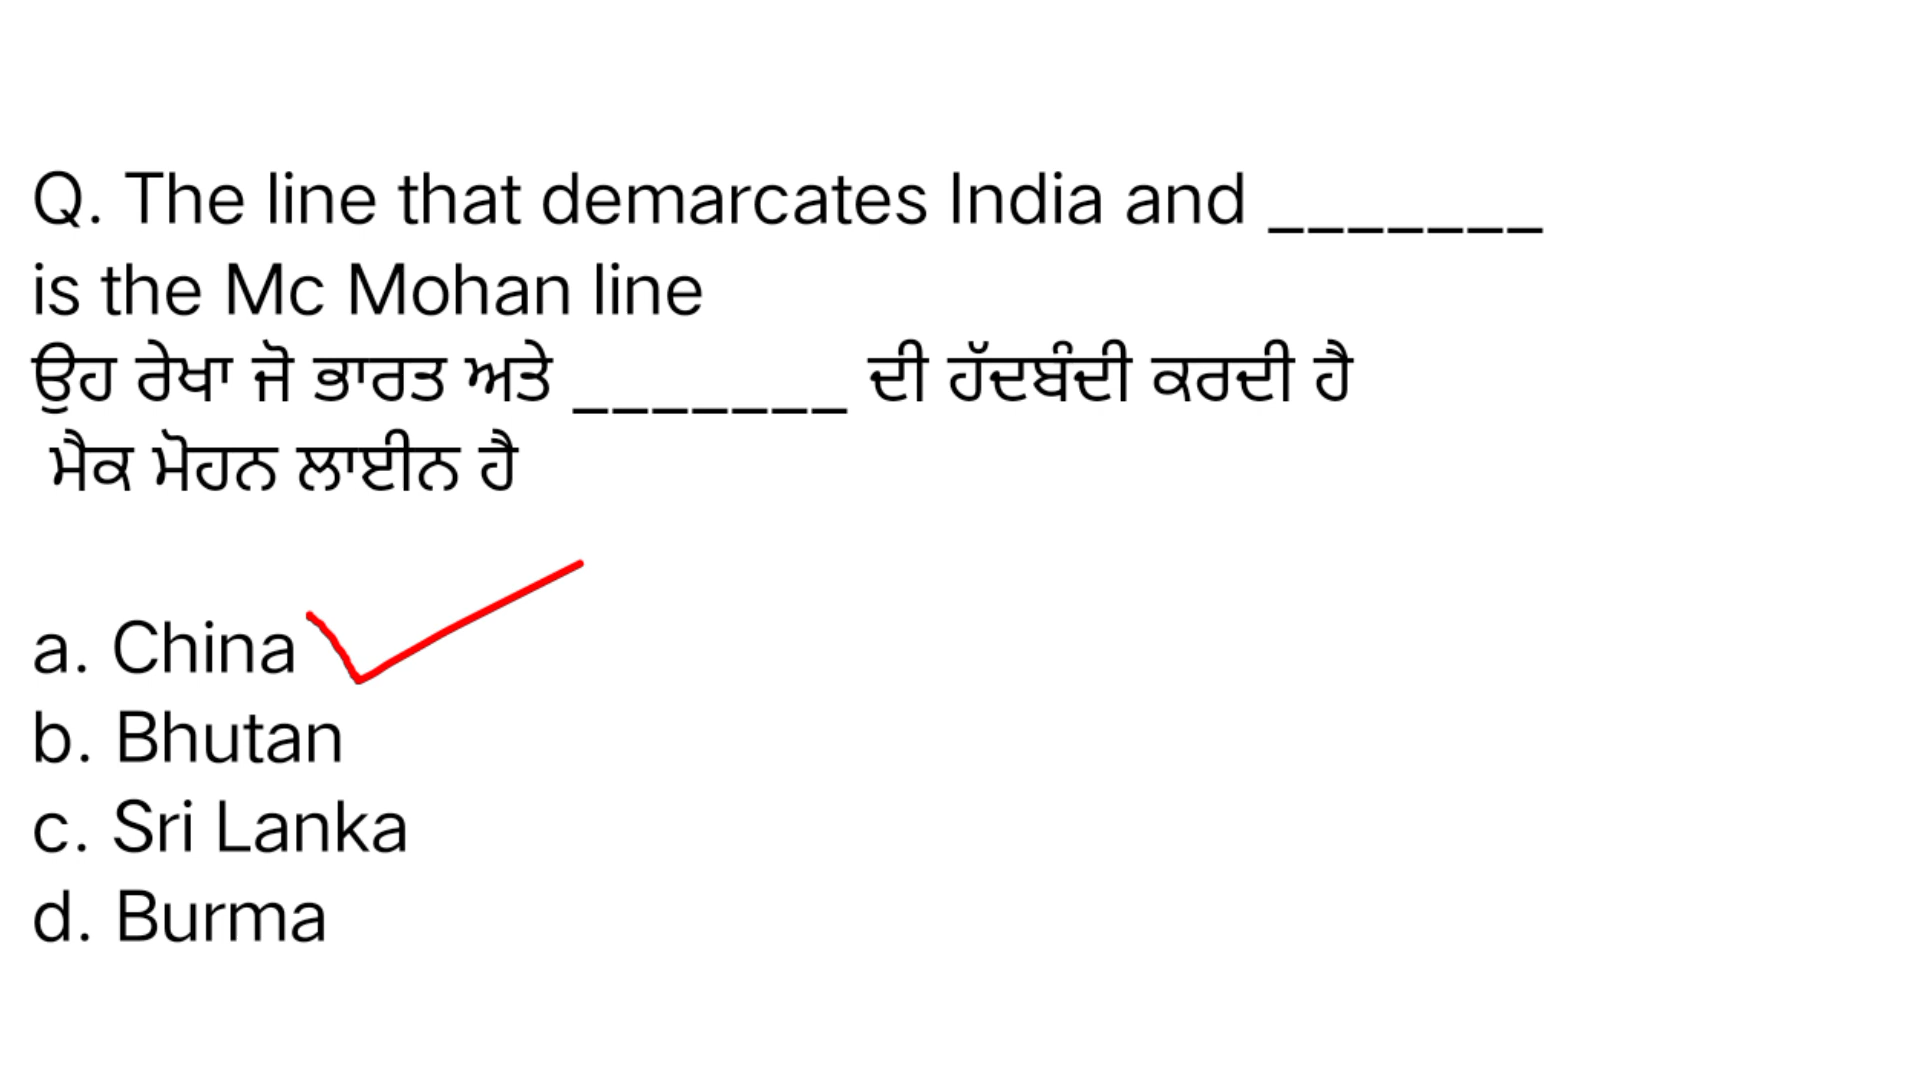 Q. The line that demarcates India and _______
is the Mc Mohan line
ਉਹ ਰੇਖਾ ਜੋ ਭਾਰਤ ਅਤੇ _______ ਦੀ ਹੱਦਬੰਦੀ ਕਰਦੀ ਹੈ
ਮੈਕ ਮੋਹਨ ਲਾਈਨ ਹੈ
a. China
b. Bhutan
c. Sri Lanka
d. Burma